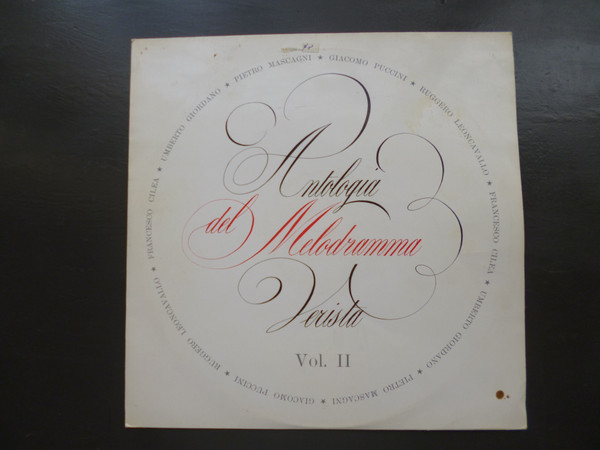 PIETRO MASCAGNI ★ GIACOMO PUCCINI ★ RUGGERO LEONCAVALLO ★ FRANCESCO CILEA ★ UMBERTO GIORDANO ★ PIETRO MASCAGNI ★ GIACOMO PUCCINI ★ RUGGERO LEONCAVALLO ★ FRANCESCO CILEA ★ UMBERTO GIORDANO ★
Antologia
del Melodramma
Verista
Vol. II